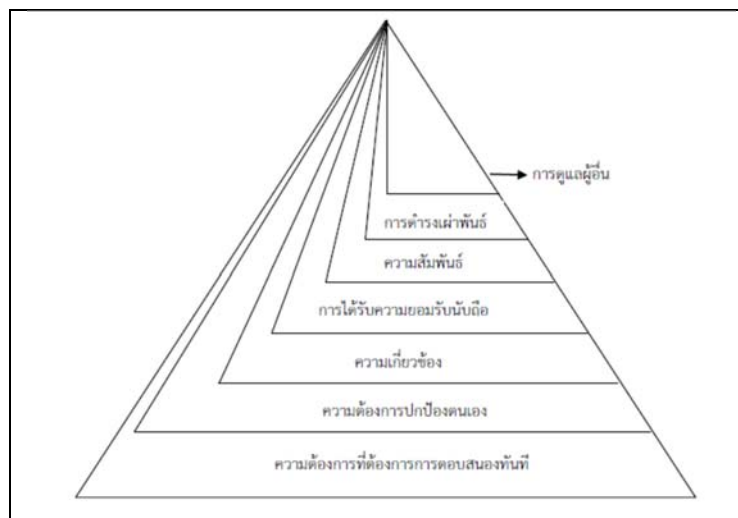 การดูแลผู้อื่น
การดำรงเผ่าพันธ์
ความสัมพันธ์
การได้รับความยอมรับนับถือ
ความเกี่ยวข้อง
ความต้องการปกป้องตนเอง
ความต้องการที่ต้องการการตอบสนองทันที